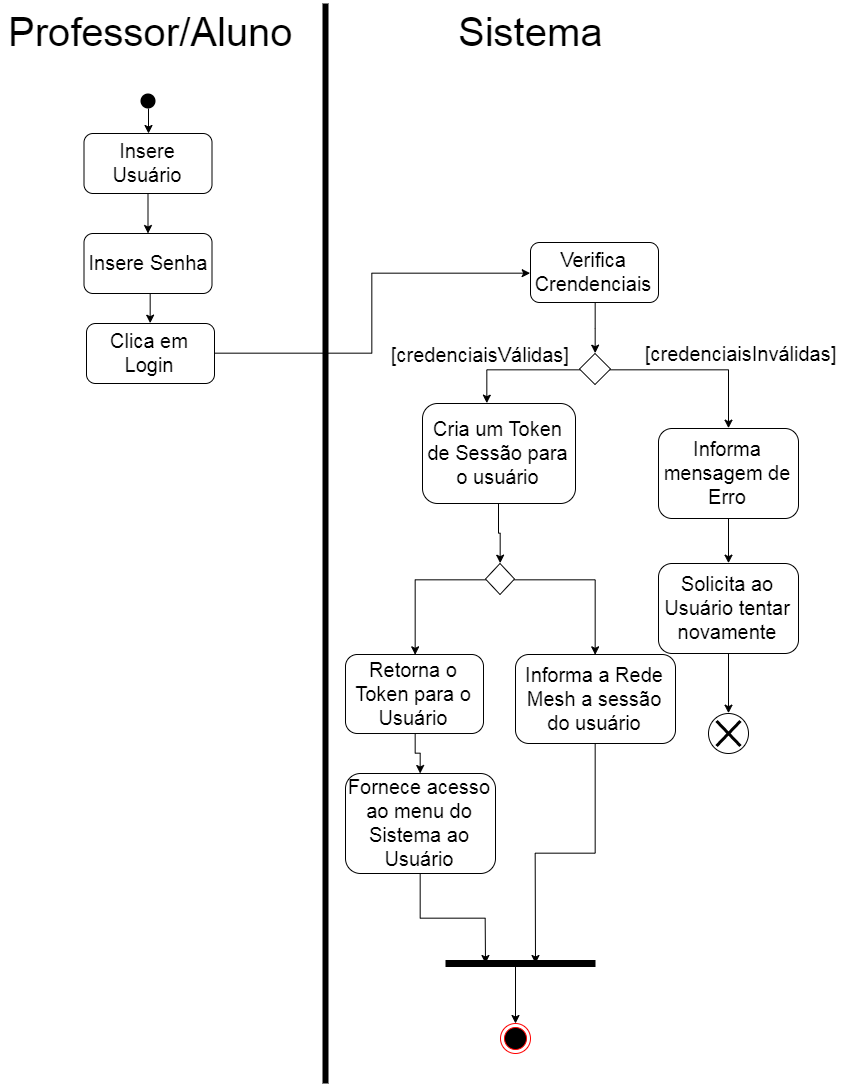 Professor/Aluno
Sistema
Insere
Usuário
Insere Senha
Clica em
Login
Verifica
Crendenciais
[credenciaisVálidas]
[credenciaisInválidas]
Cria um Token
de Sessão para
o usuário
Informa
mensagem de
Erro
Solicita ao
Usuário tentar
novamente
Retorna o
Token para o
Usuário
Informa a Rede
Mesh a sessão
do usuário
Fornece acesso
ao menu do
Sistema ao
Usuário